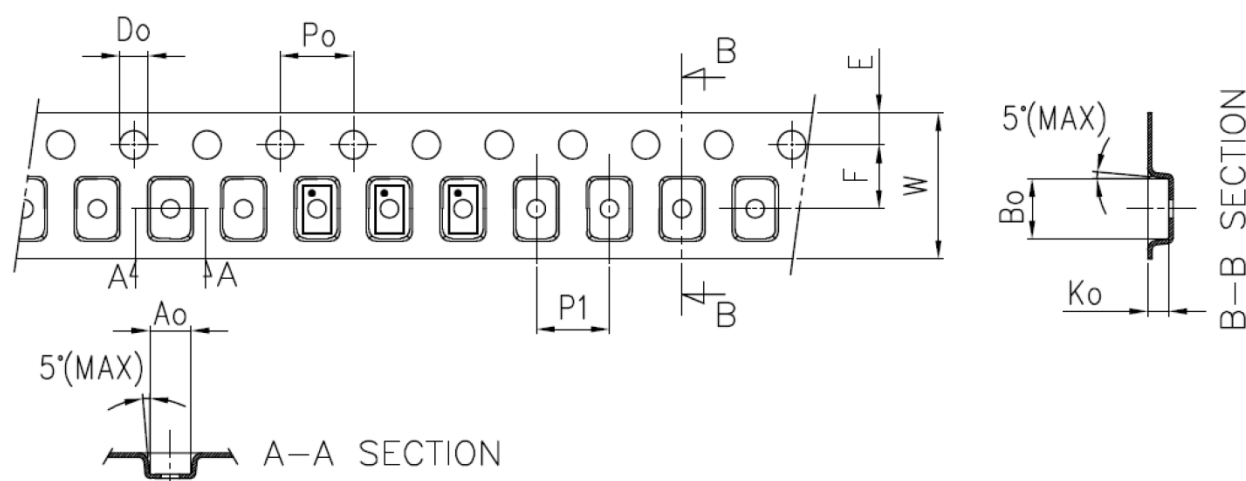 Do
Po
B
E
5°(MAX)
F
W
Bo
B-B SECTION
A
A
Ko
P1
B
Ao
5°(MAX)
A-A SECTION